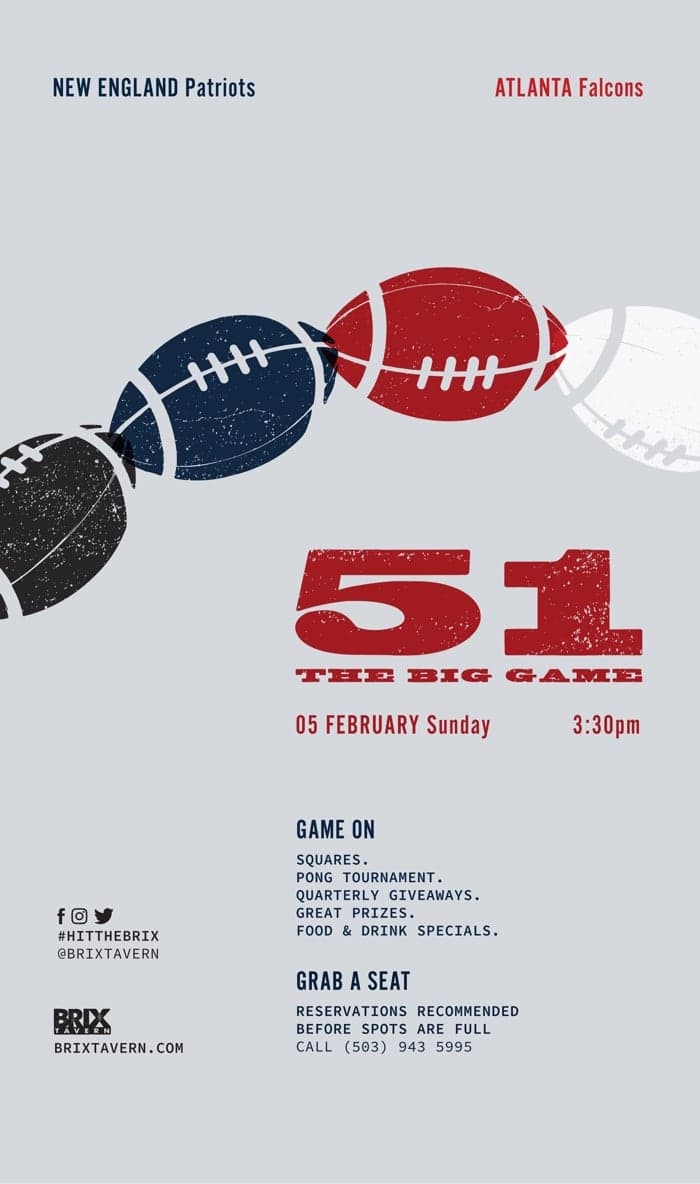 NEW ENGLAND Patriots
ATLANTA Falcons
51
THE BIG GAME
05 FEBRUARY Sunday 3:30pm
GAME ON
SQUARES.
PONG TOURNAMENT.
QUARTERLY GIVEAWAYS.
GREAT PRIZES.
FOOD & DRINK SPECIALS.
GRAB A SEAT
RESERVATIONS RECOMMENDED
BEFORE SPOTS ARE FULL
CALL (503) 943 5995
#HITTHEBRIX
@BRIXTAVERN
BRIX
TAVERN
BRIXTAVERN.COM